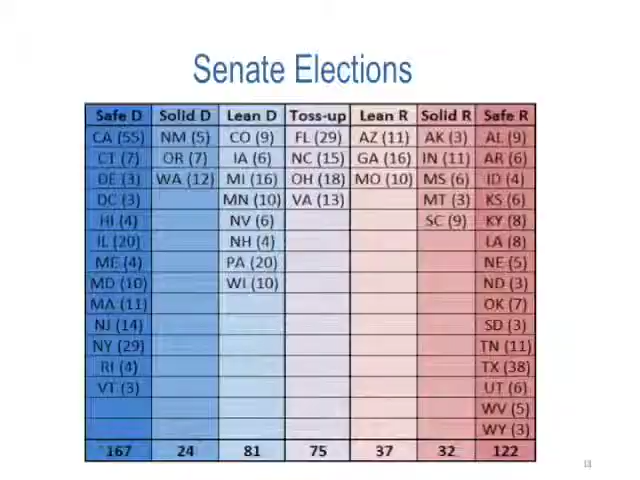 Senate Elections
Safe D Solid D Lean D Toss-up Lean R Solid R Safe R
CA (55) NM (5) CO (9) FL (29) AZ (11) AK (3) AL (9)
CT (7) OR (7) IA (6) NC (15) GA (16) IN (11) AR (6)
DE (3) WA (12) MI (16) OH (18) MO (10) MS (6) ID (4)
DC (3) MN (10) VA (13) MT (3) KS (6)
HI (4) NV (6) SC (9) KY (8)
IL (20) NH (4) LA (8)
ME (4) PA (20) NE (5)
MD (10) WI (10) ND (3)
MA (11) OK (7)
NJ (14) SD (3)
NY (29) TN (11)
RI (4) TX (38)
VT (3) UT (6)
WV (5)
WY (3)
167 24 81 75 37 32 122